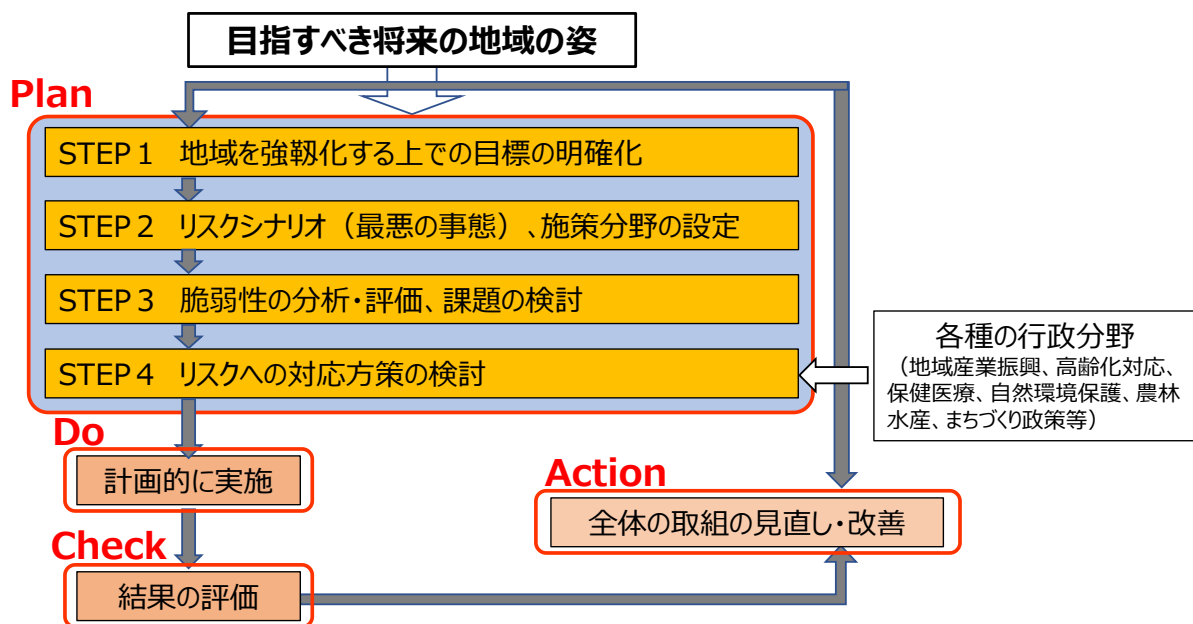 目指すべき将来の地域の姿
Plan
STEP1 地域を強靱化する上での目標の明確化
STEP2 リスクシナリオ（最悪の事態）、施策分野の設定
STEP3 脆弱性の分析・評価、課題の検討
STEP4 リスクへの対応方策の検討
各種の行政分野
（地域産業振興、高齢化対応、
保健医療、自然環境保護、農林
水産、まちづくり政策等）
Do
計画的に実施
Action
全体の取組の見直し・改善
Check
結果の評価